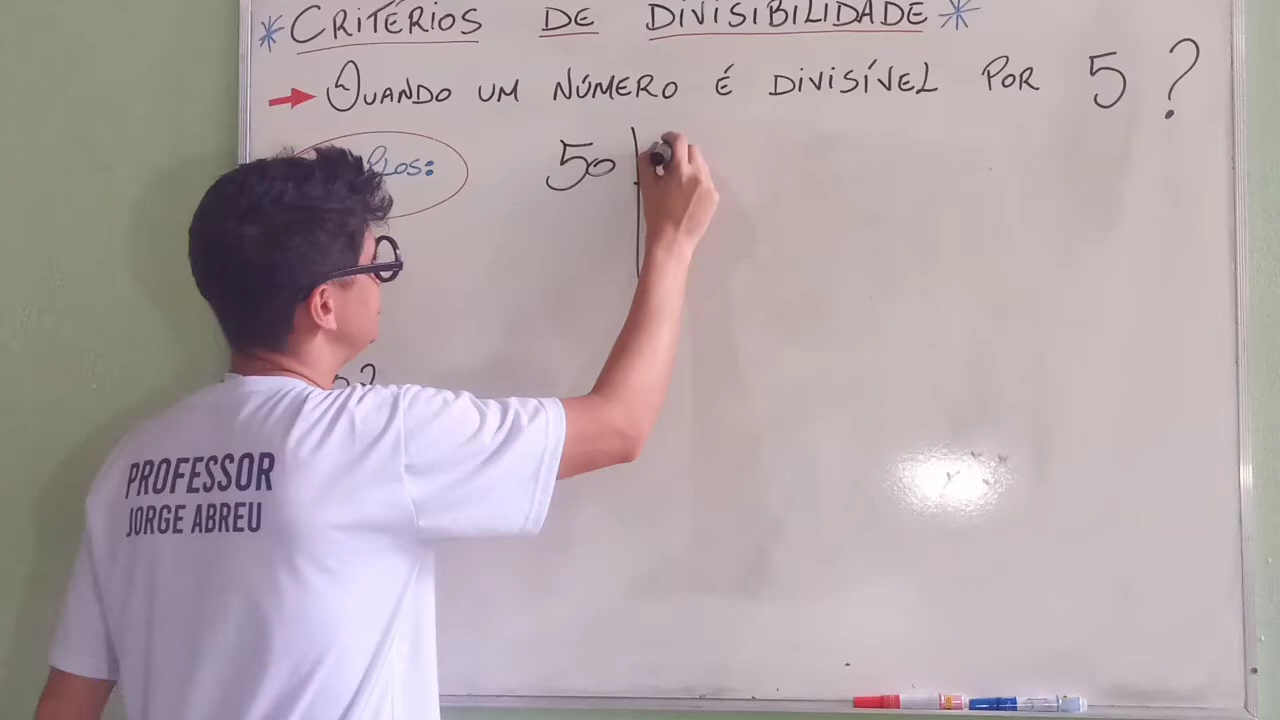 * CRITÉRIOS DE DIVISIBILIDADE *
→ QUANDO UM NÚMERO É DIVISÍVEL POR 5 ?
50
PROFESSOR
JORGE ABREU